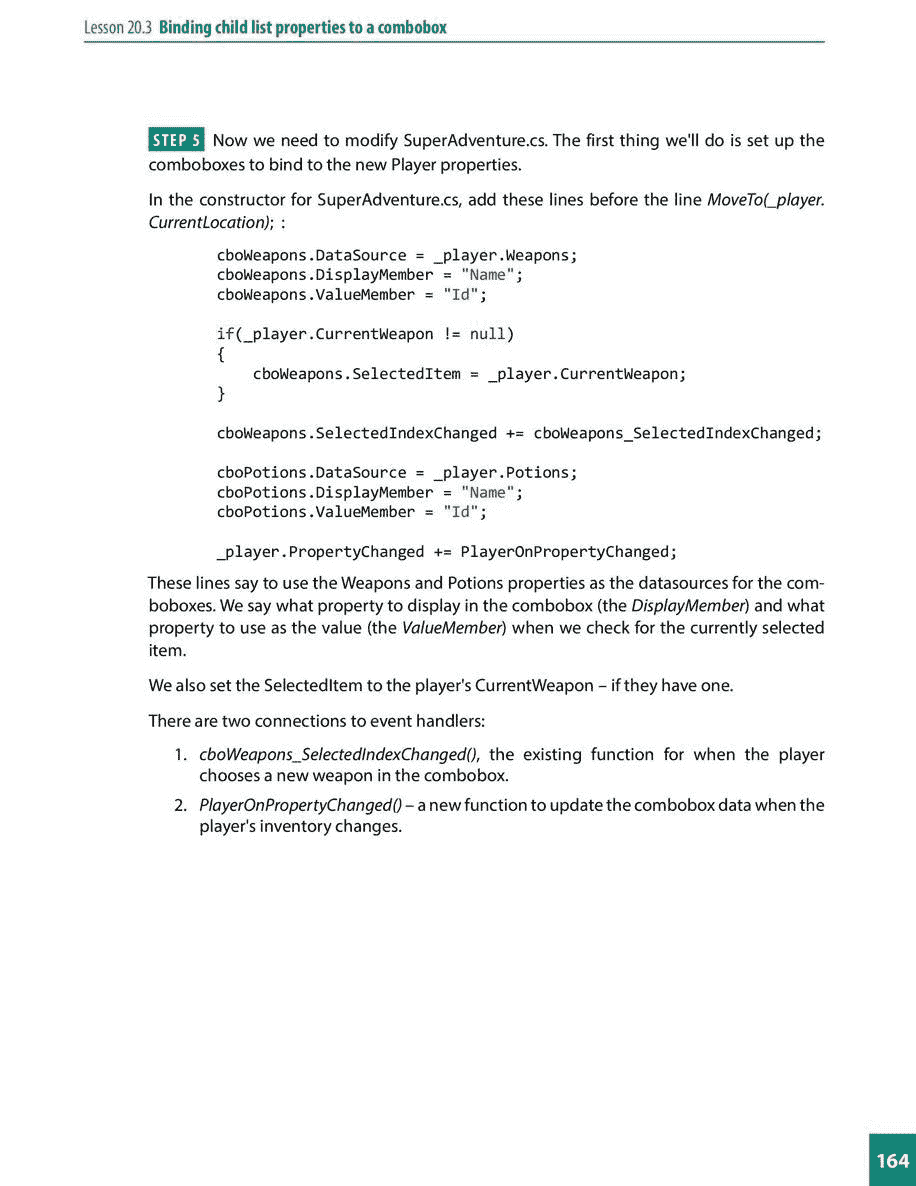 Lesson 20.3 Binding child list properties to a combobox
STEP 5 Now we need to modify SuperAdventure.cs. The first thing we'll do is set up the
comboboxes to bind to the new Player properties.
In the constructor for SuperAdventure.cs, add these lines before the line MoveTo(_player.
CurrentLocation); :
cboWeapons.DataSource = _player.Weapons;
cboWeapons.DisplayMember = "Name";
cboWeapons.ValueMember = "Id";
if(_player.CurrentWeapon != null)
{
cboWeapons.SelectedItem = _player.CurrentWeapon;
}
cboWeapons.SelectedIndexChanged += cboWeapons_SelectedIndexChanged;
cboPotions.DataSource = _player.Potions;
cboPotions.DisplayMember = "Name";
cboPotions.ValueMember = "Id";
_player.PropertyChanged += PlayerOnPropertyChanged;
These lines say to use the Weapons and Potions properties as the datasources for the com-
boboxes. We say what property to display in the combobox (the DisplayMember) and what
property to use as the value (the ValueMember) when we check for the currently selected
item.
We also set the SelectedItem to the player's CurrentWeapon – if they have one.
There are two connections to event handlers:
1. cboWeapons_SelectedIndexChanged(), the existing function for when the player
chooses a new weapon in the combobox.
2. PlayerOnPropertyChanged() – a new function to update the combobox data when the
player's inventory changes.
164